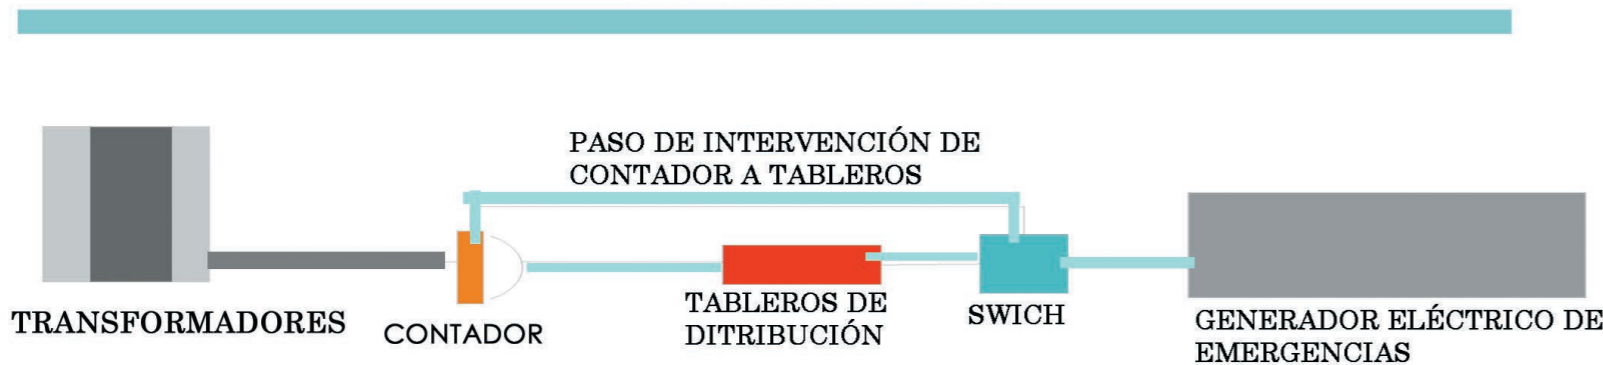 PASO DE INTERVENCIÓN DE
CONTADOR A TABLEROS
TRANSFORMADORES
CONTADOR
TABLEROS DE
DITRIBUCIÓN
SWICH
GENERADOR ELÉCTRICO DE
EMERGENCIAS